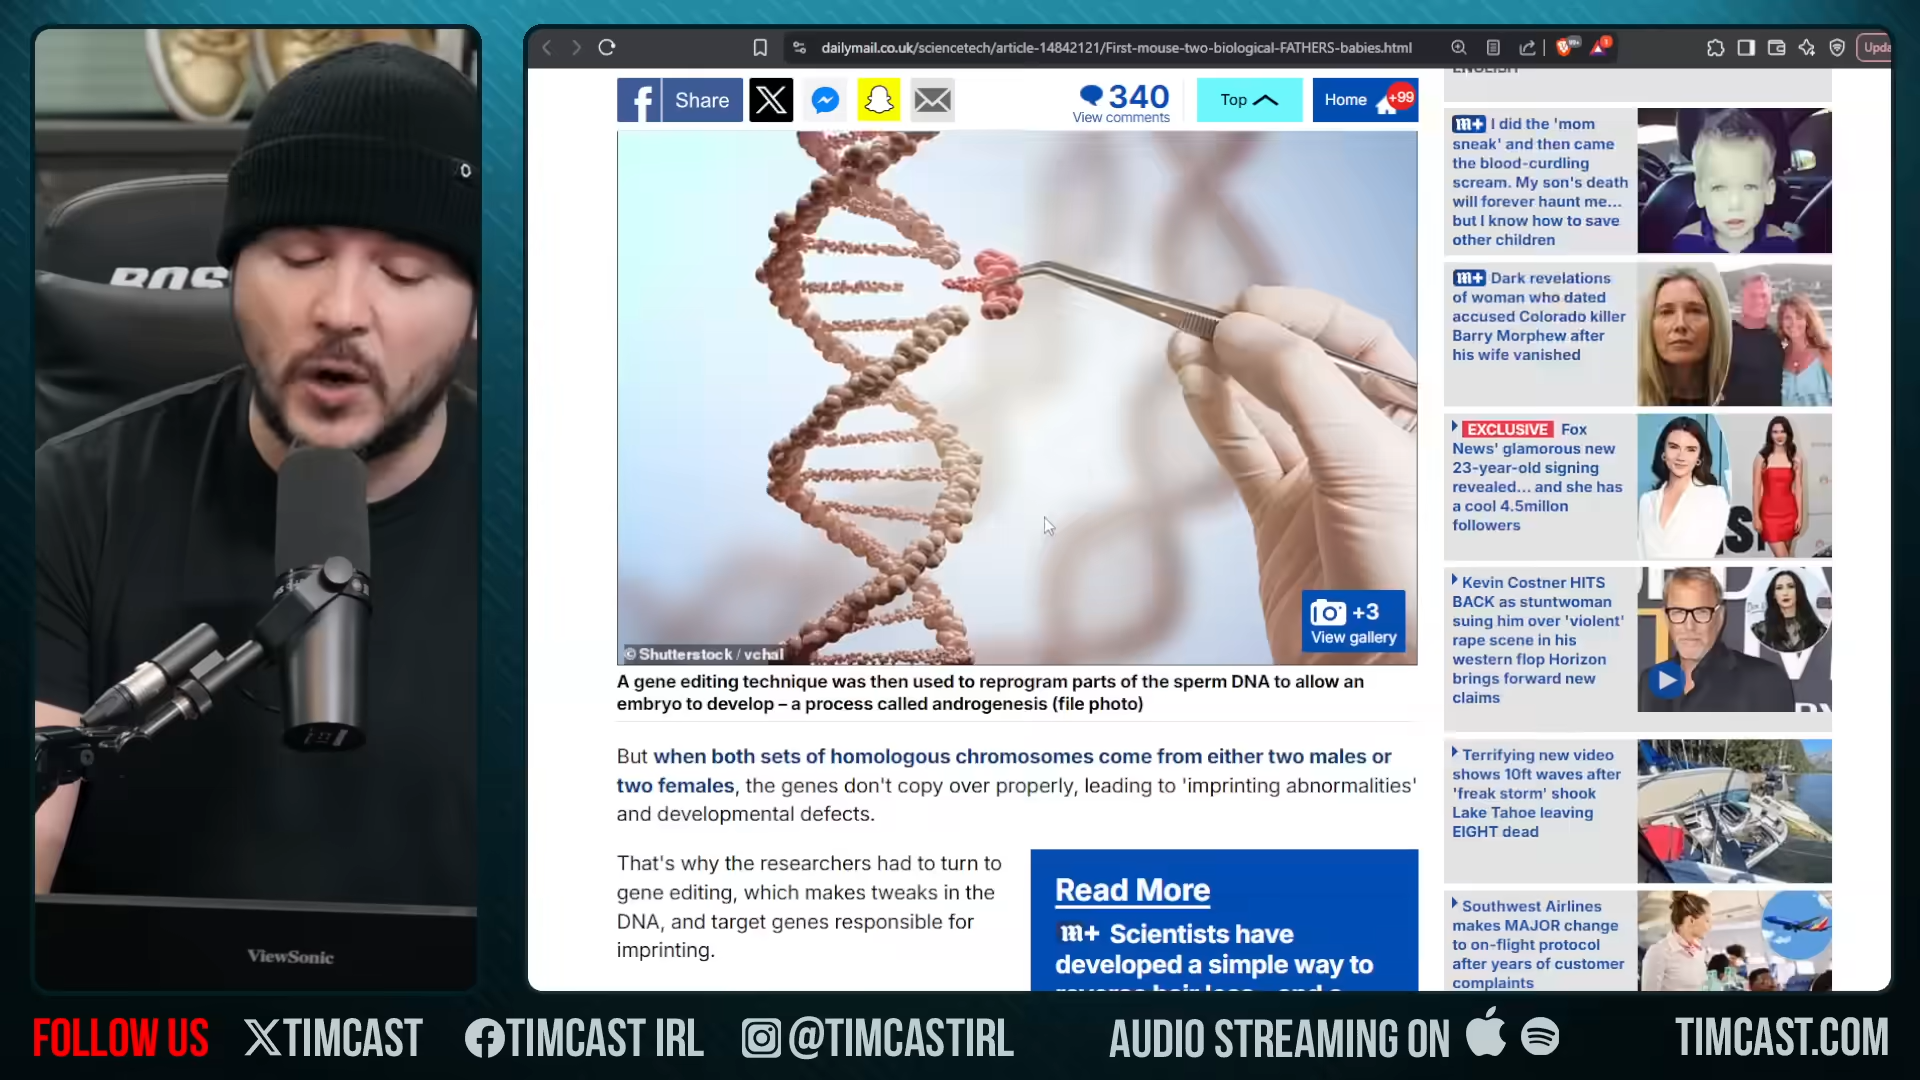 dailymail.co.uk/sciencetech/article-14842121/First-mouse-two-biological-FATHERS-babies.html
Upda
Share
340
View comments
Top
Home
+99
+3
View gallery
© Shutterstock / vchal
A gene editing technique was then used to reprogram parts of the sperm DNA to allow an
embryo to develop – a process called androgenesis (file photo)
But when both sets of homologous chromosomes come from either two males or
two females, the genes don't copy over properly, leading to 'imprinting abnormalities'
and developmental defects.
That's why the researchers had to turn to
gene editing, which makes tweaks in the
DNA, and target genes responsible for
imprinting.
Read More
m+ Scientists have
developed a simple way to
ENGLISH
m+ I did the 'mom
sneak' and then came
the blood-curdling
scream. My son's death
will forever haunt me...
but I know how to save
other children
m+ Dark revelations
of woman who dated
accused Colorado killer
Barry Morphew after
his wife vanished
EXCLUSIVE Fox
News' glamorous new
23-year-old signing
revealed... and she has
a cool 4.5millon
followers
Kevin Costner HITS
BACK as stuntwoman
suing him over 'violent'
rape scene in his
western flop Horizon
brings forward new
claims
Terrifying new video
shows 10ft waves after
'freak storm' shook
Lake Tahoe leaving
EIGHT dead
Southwest Airlines
makes MAJOR change
to on-flight protocol
after years of customer
complaints
ViewSonic
FOLLOW US
XTIMCAST
TIMCAST IRL
@TIMCASTIRL
AUDIO STREAMING ON
TIMCAST.COM